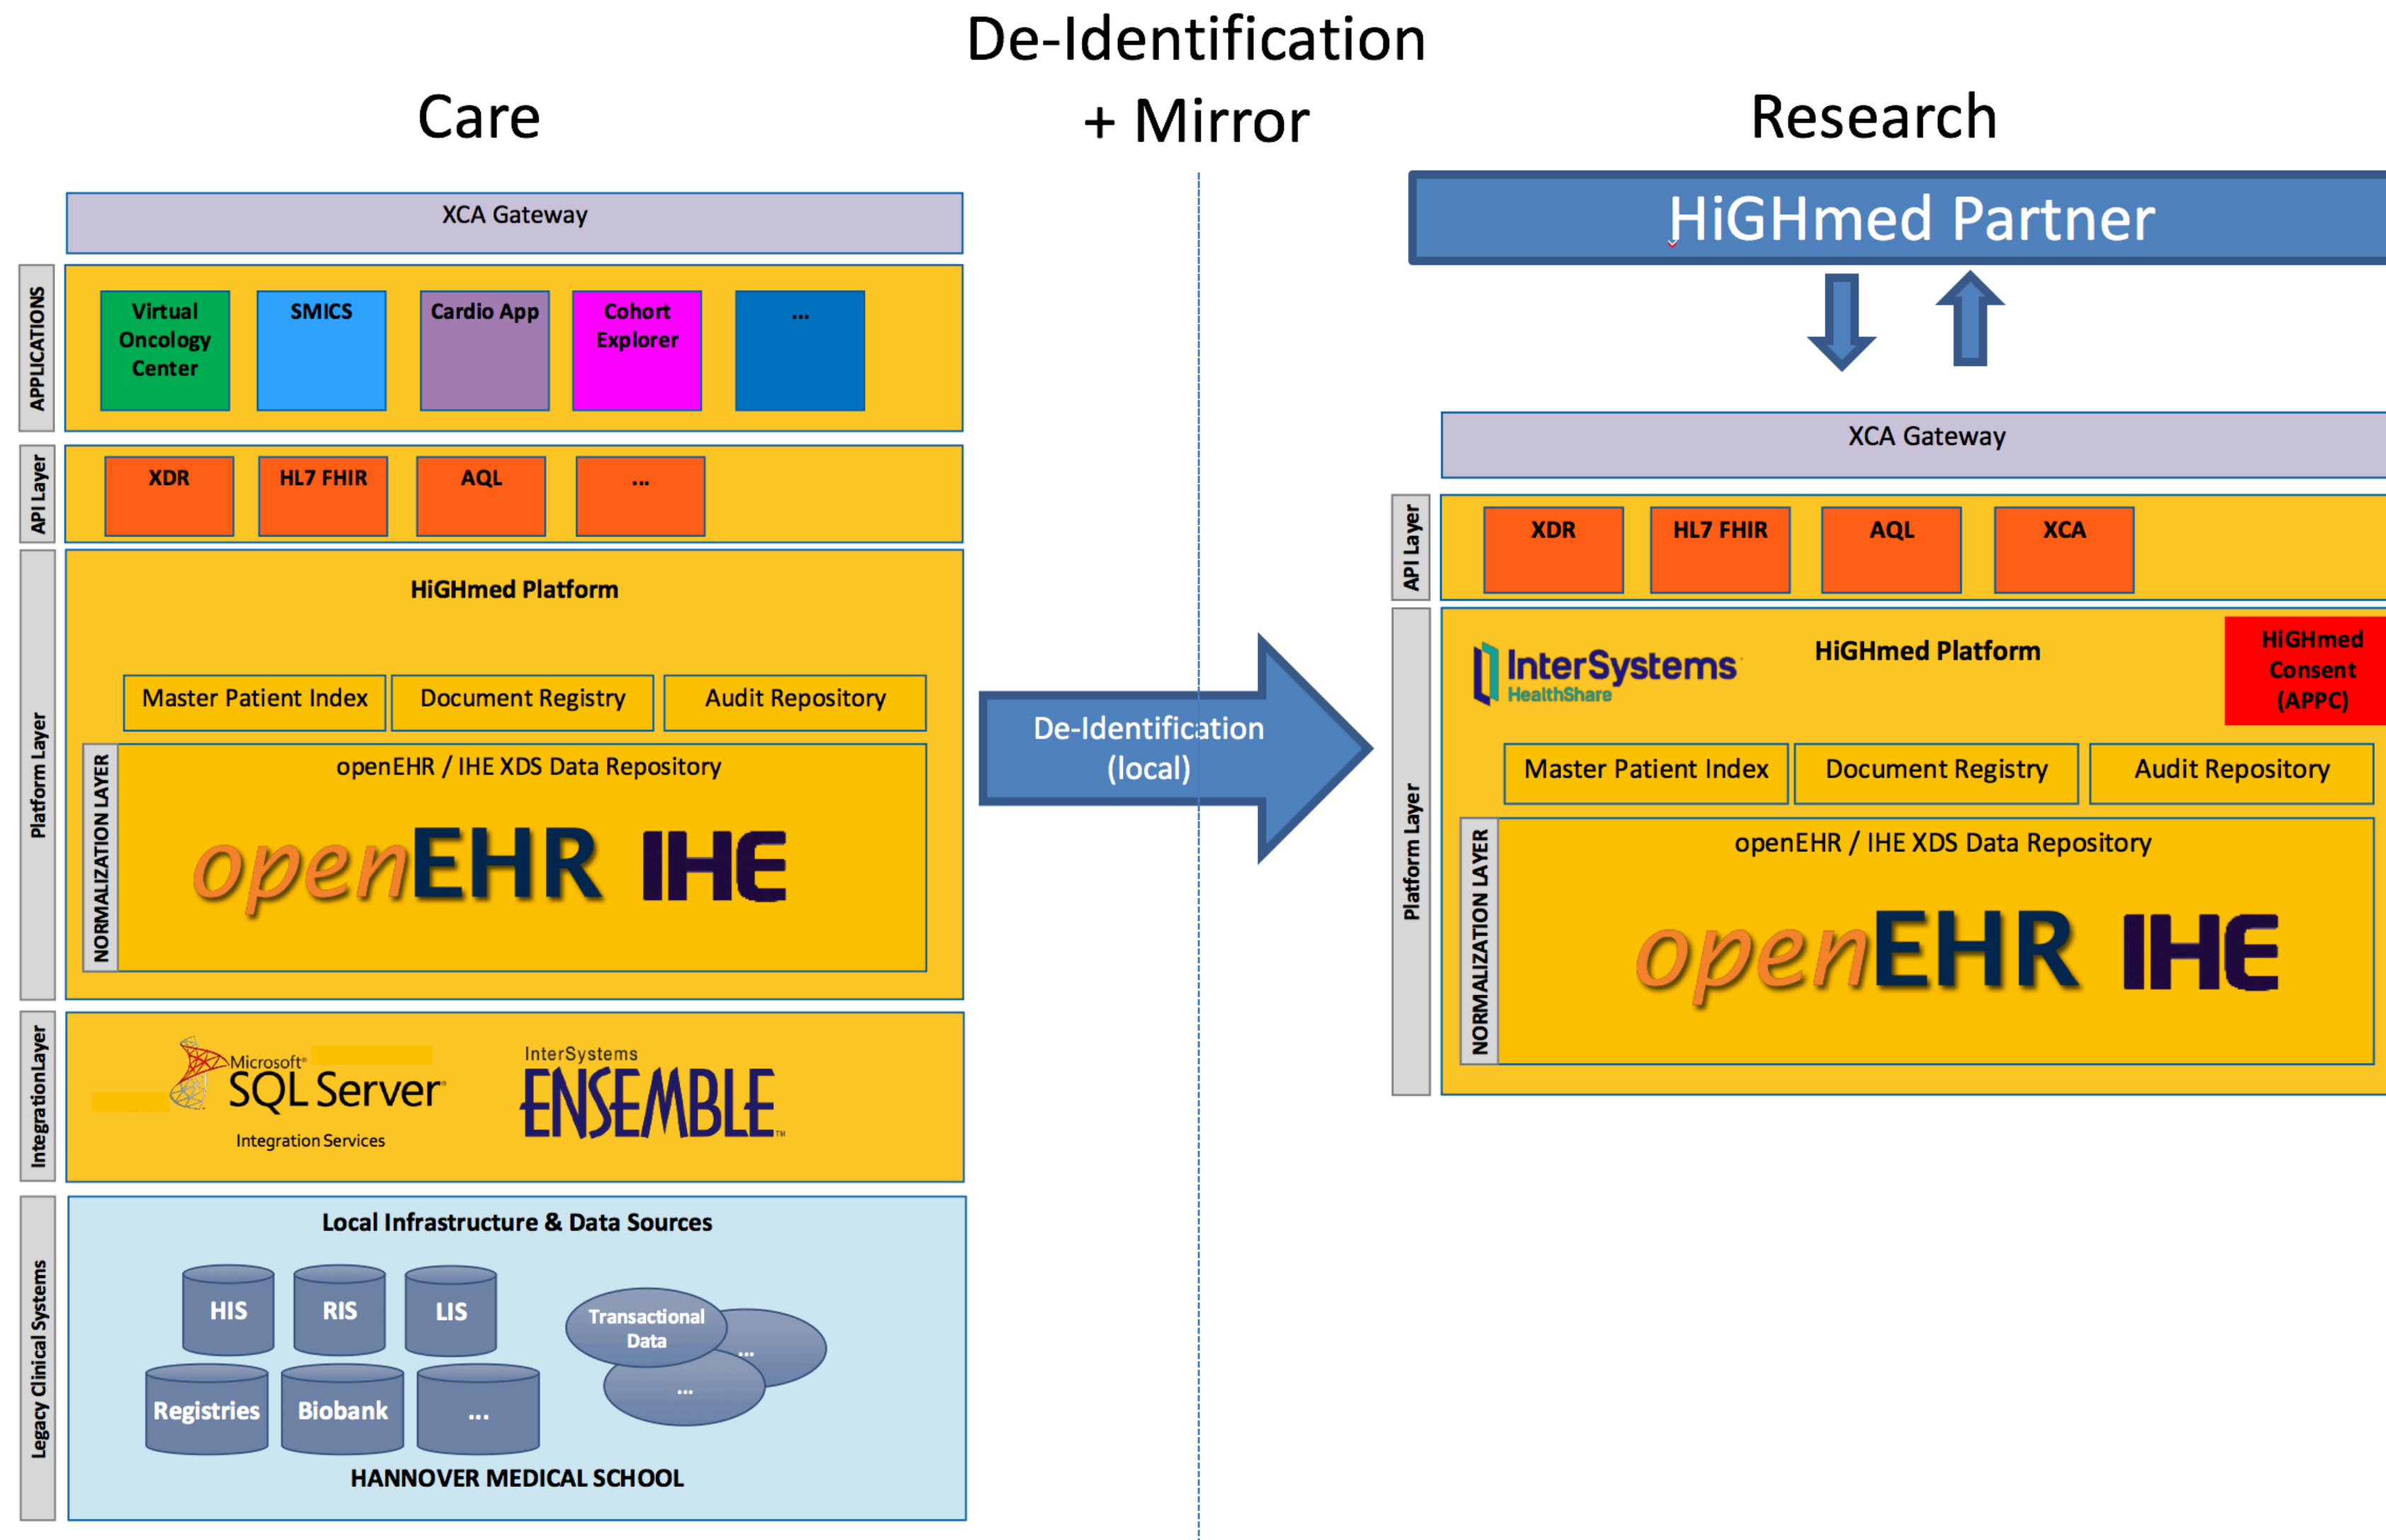 De-Identification
+ Mirror
Care
Research
XCA Gateway
APPLICATIONS
Virtual
Oncology
Center
SMICS
Cardio App
Cohort
Explorer
...
API Layer
XDR
HL7 FHIR
AQL
...
Platform Layer
HiGHmed Platform
Master Patient Index
Document Registry
Audit Repository
NORMALIZATION LAYER
openEHR / IHE XDS Data Repository
openEHR
IHE
IntegrationLayer
Microsoft®
SQL Server®
Integration Services
InterSystems
ENSEMBLE™
Legacy Clinical Systems
Local Infrastructure & Data Sources
HIS
RIS
LIS
Registries
Biobank
...
Transactional
Data
...
...
HANNOVER MEDICAL SCHOOL
De-Identification
(local)
HiGHmed Partner
XCA Gateway
API Layer
XDR
HL7 FHIR
AQL
XCA
Platform Layer
InterSystems
HealthShare
HiGHmed Platform
HiGHmed
Consent
(APPC)
Master Patient Index
Document Registry
Audit Repository
NORMALIZATION LAYER
openEHR / IHE XDS Data Repository
openEHR
IHE